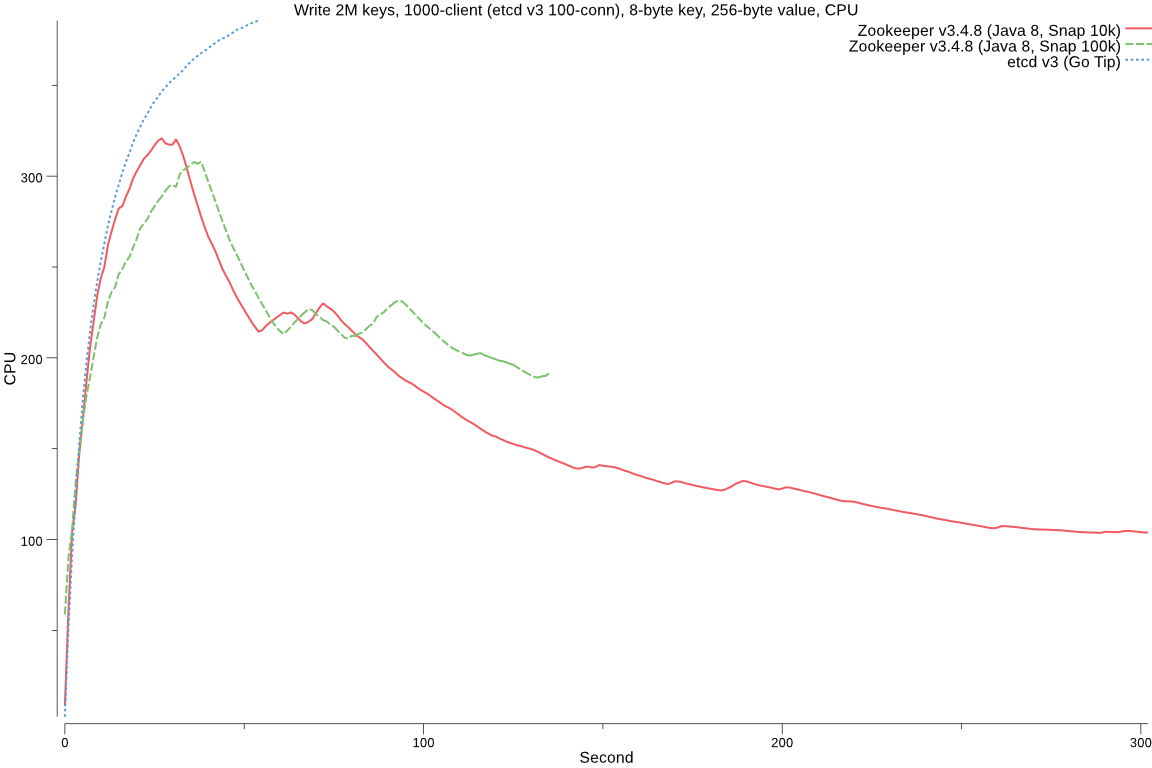 Write 2M keys, 1000-client (etcd v3 100-conn), 8-byte key, 256-byte value, CPU
Zookeeper v3.4.8 (Java 8, Snap 10k)
Zookeeper v3.4.8 (Java 8, Snap 100k)
etcd v3 (Go Tip)
300
200
100
CPU
0
100
200
300
Second